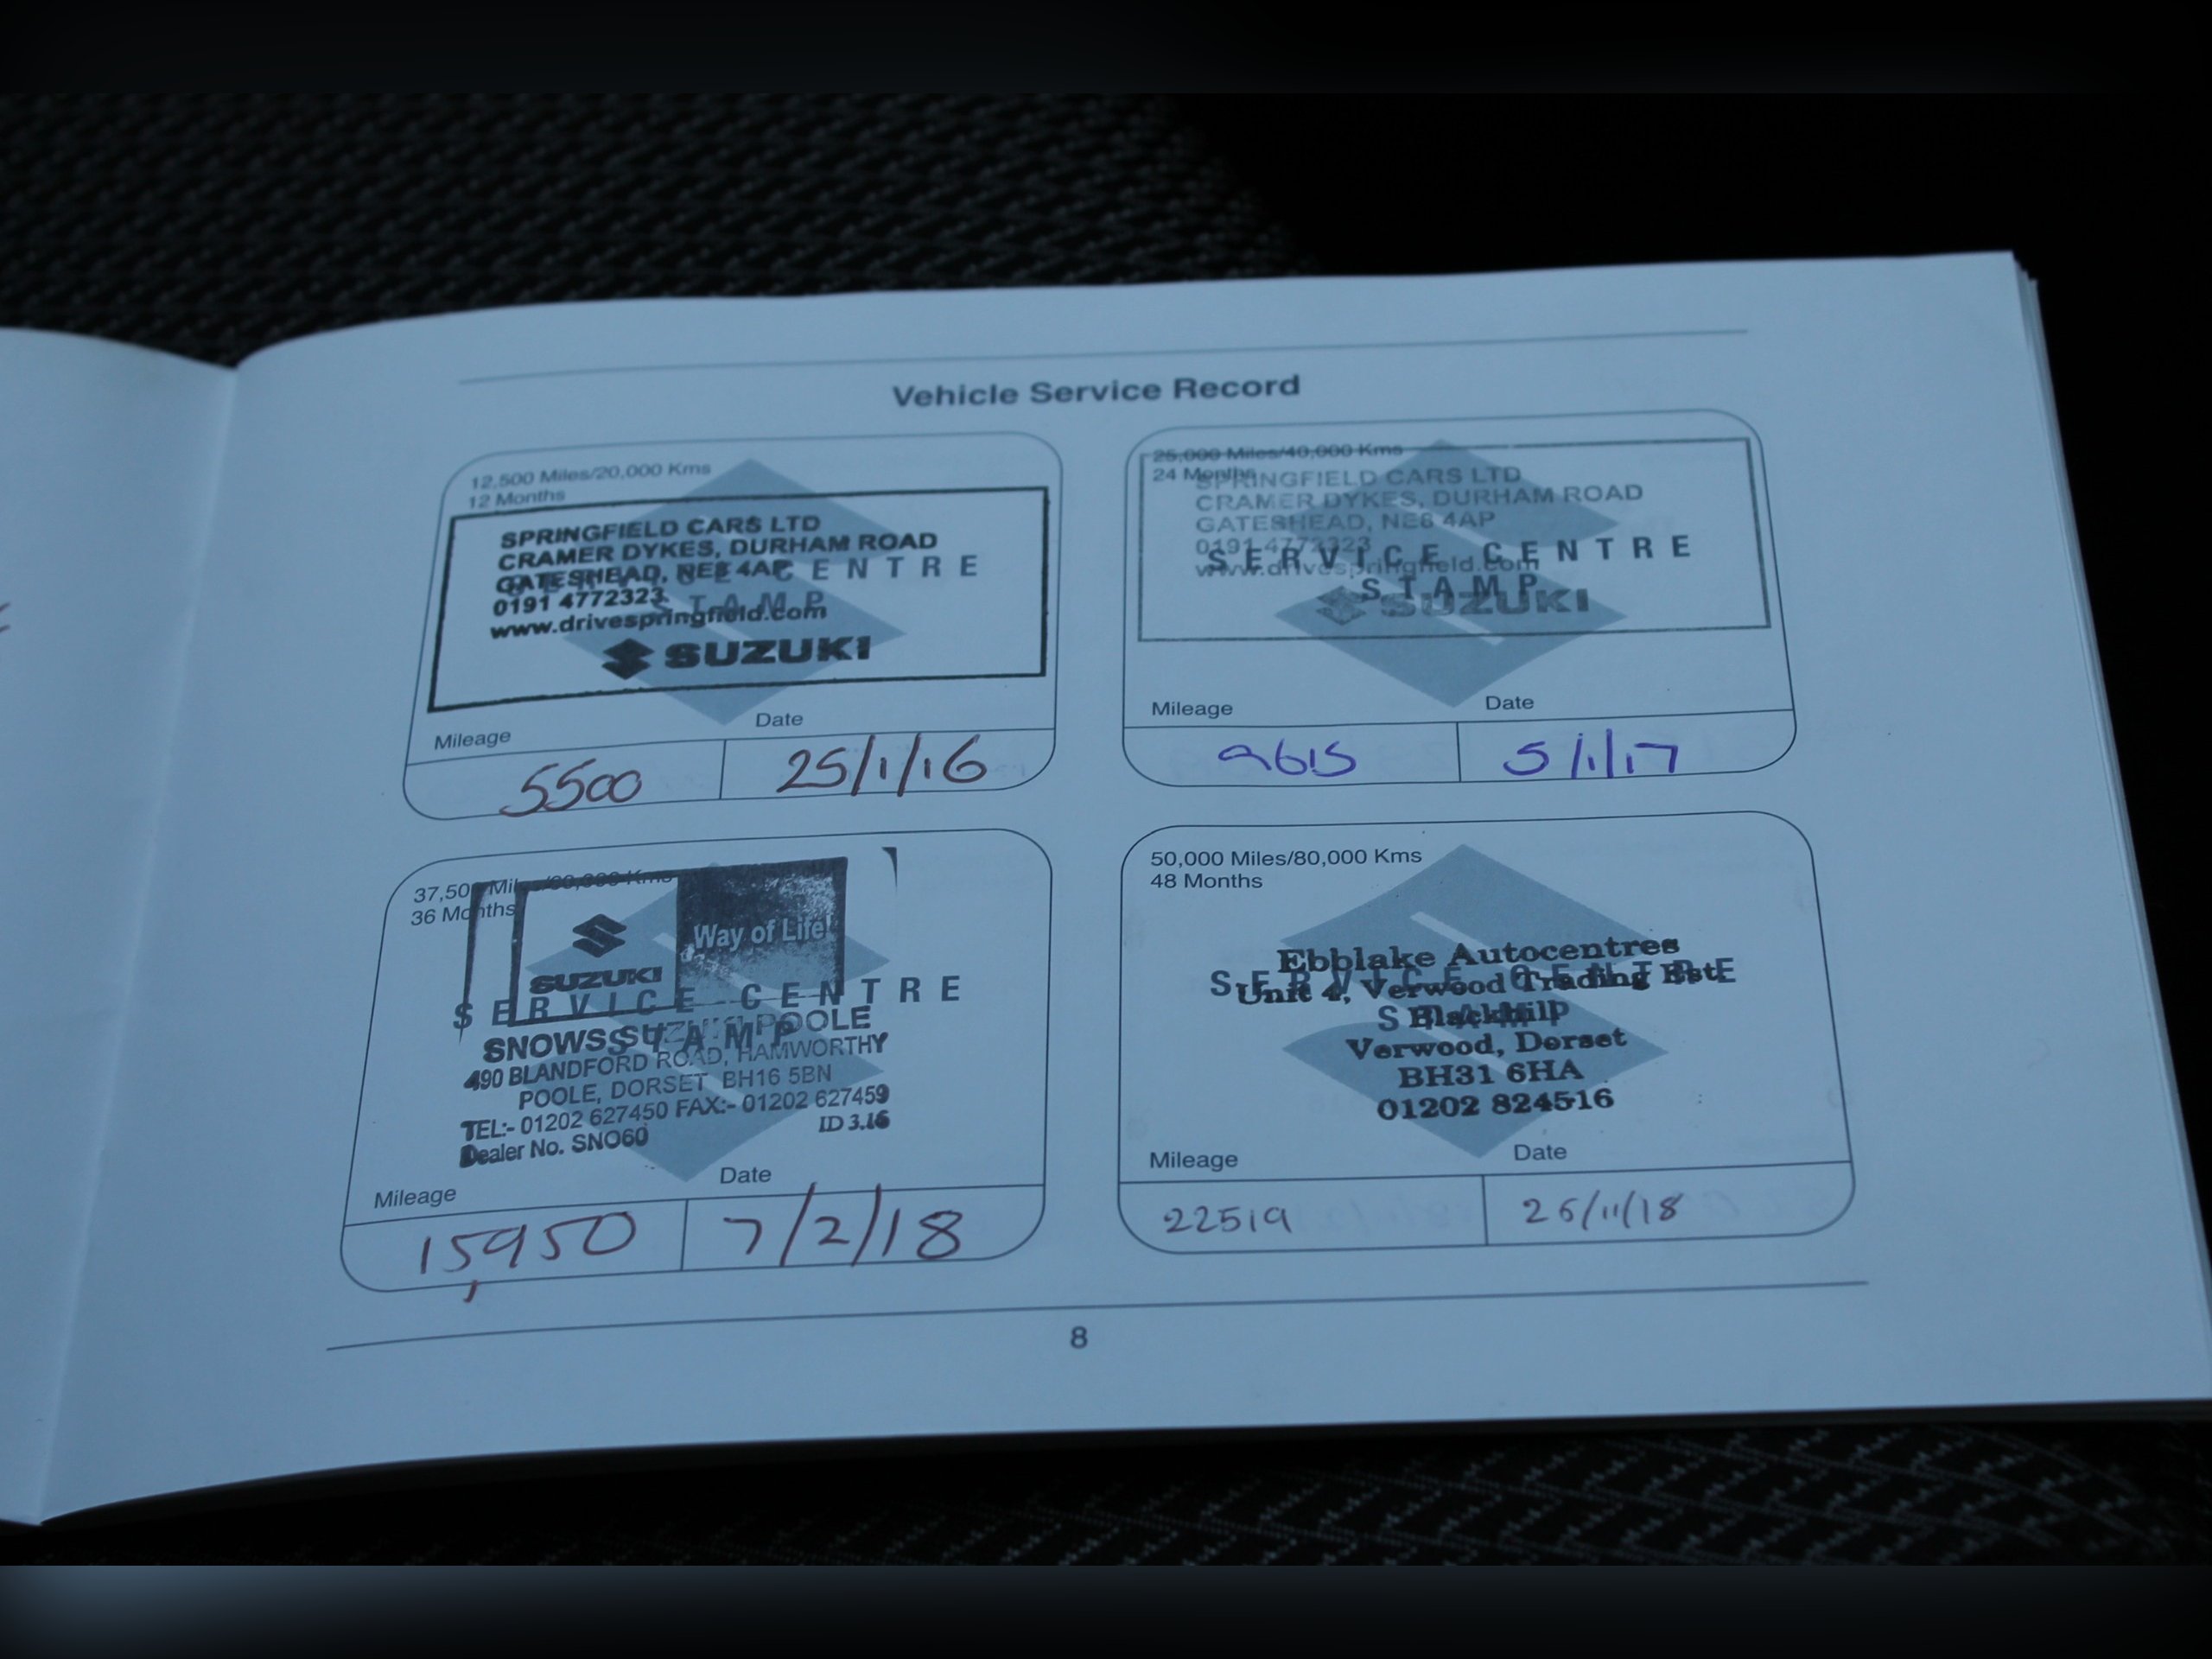 Vehicle Service Record
12,500 Miles/20,000 Kms
12 Months
SPRINGFIELD CARS LTD
CRAMER DYKES, DURHAM ROAD
GATESHEAD, NE8 4AP
0191 4772323
www.drivespringfield.com
SERVICE CENTRE
STAMP
SUZUKI
Mileage
Date
5500
25/1/16
25,000 Miles/40,000 Kms
24 Months
SPRINGFIELD CARS LTD
CRAMER DYKES, DURHAM ROAD
GATESHEAD, NE8 4AP
0191 4772323
www.drivespringfield.com
SERVICE CENTRE
STAMP
SUZUKI
Mileage
Date
9615
5/1/17
37,500 Miles/60,000 Kms
36 Months
SUZUKI
Way of Life!
SERVICE CENTRE
STAMP
SNOWS SUZUKI POOLE
490 BLANDFORD ROAD, HAMWORTHY
POOLE, DORSET BH16 5BN
TEL:- 01202 627450 FAX:- 01202 627459
Dealer No. SNO60
ID 3.16
Mileage
Date
15,950
7/2/18
50,000 Miles/80,000 Kms
48 Months
Ebblake Autocentres
Unit 4, Verwood Trading Est.
Blackhill
Verwood, Dorset
BH31 6HA
01202 824516
SERVICE CENTRE
STAMP
Mileage
Date
22519
26/11/18
8